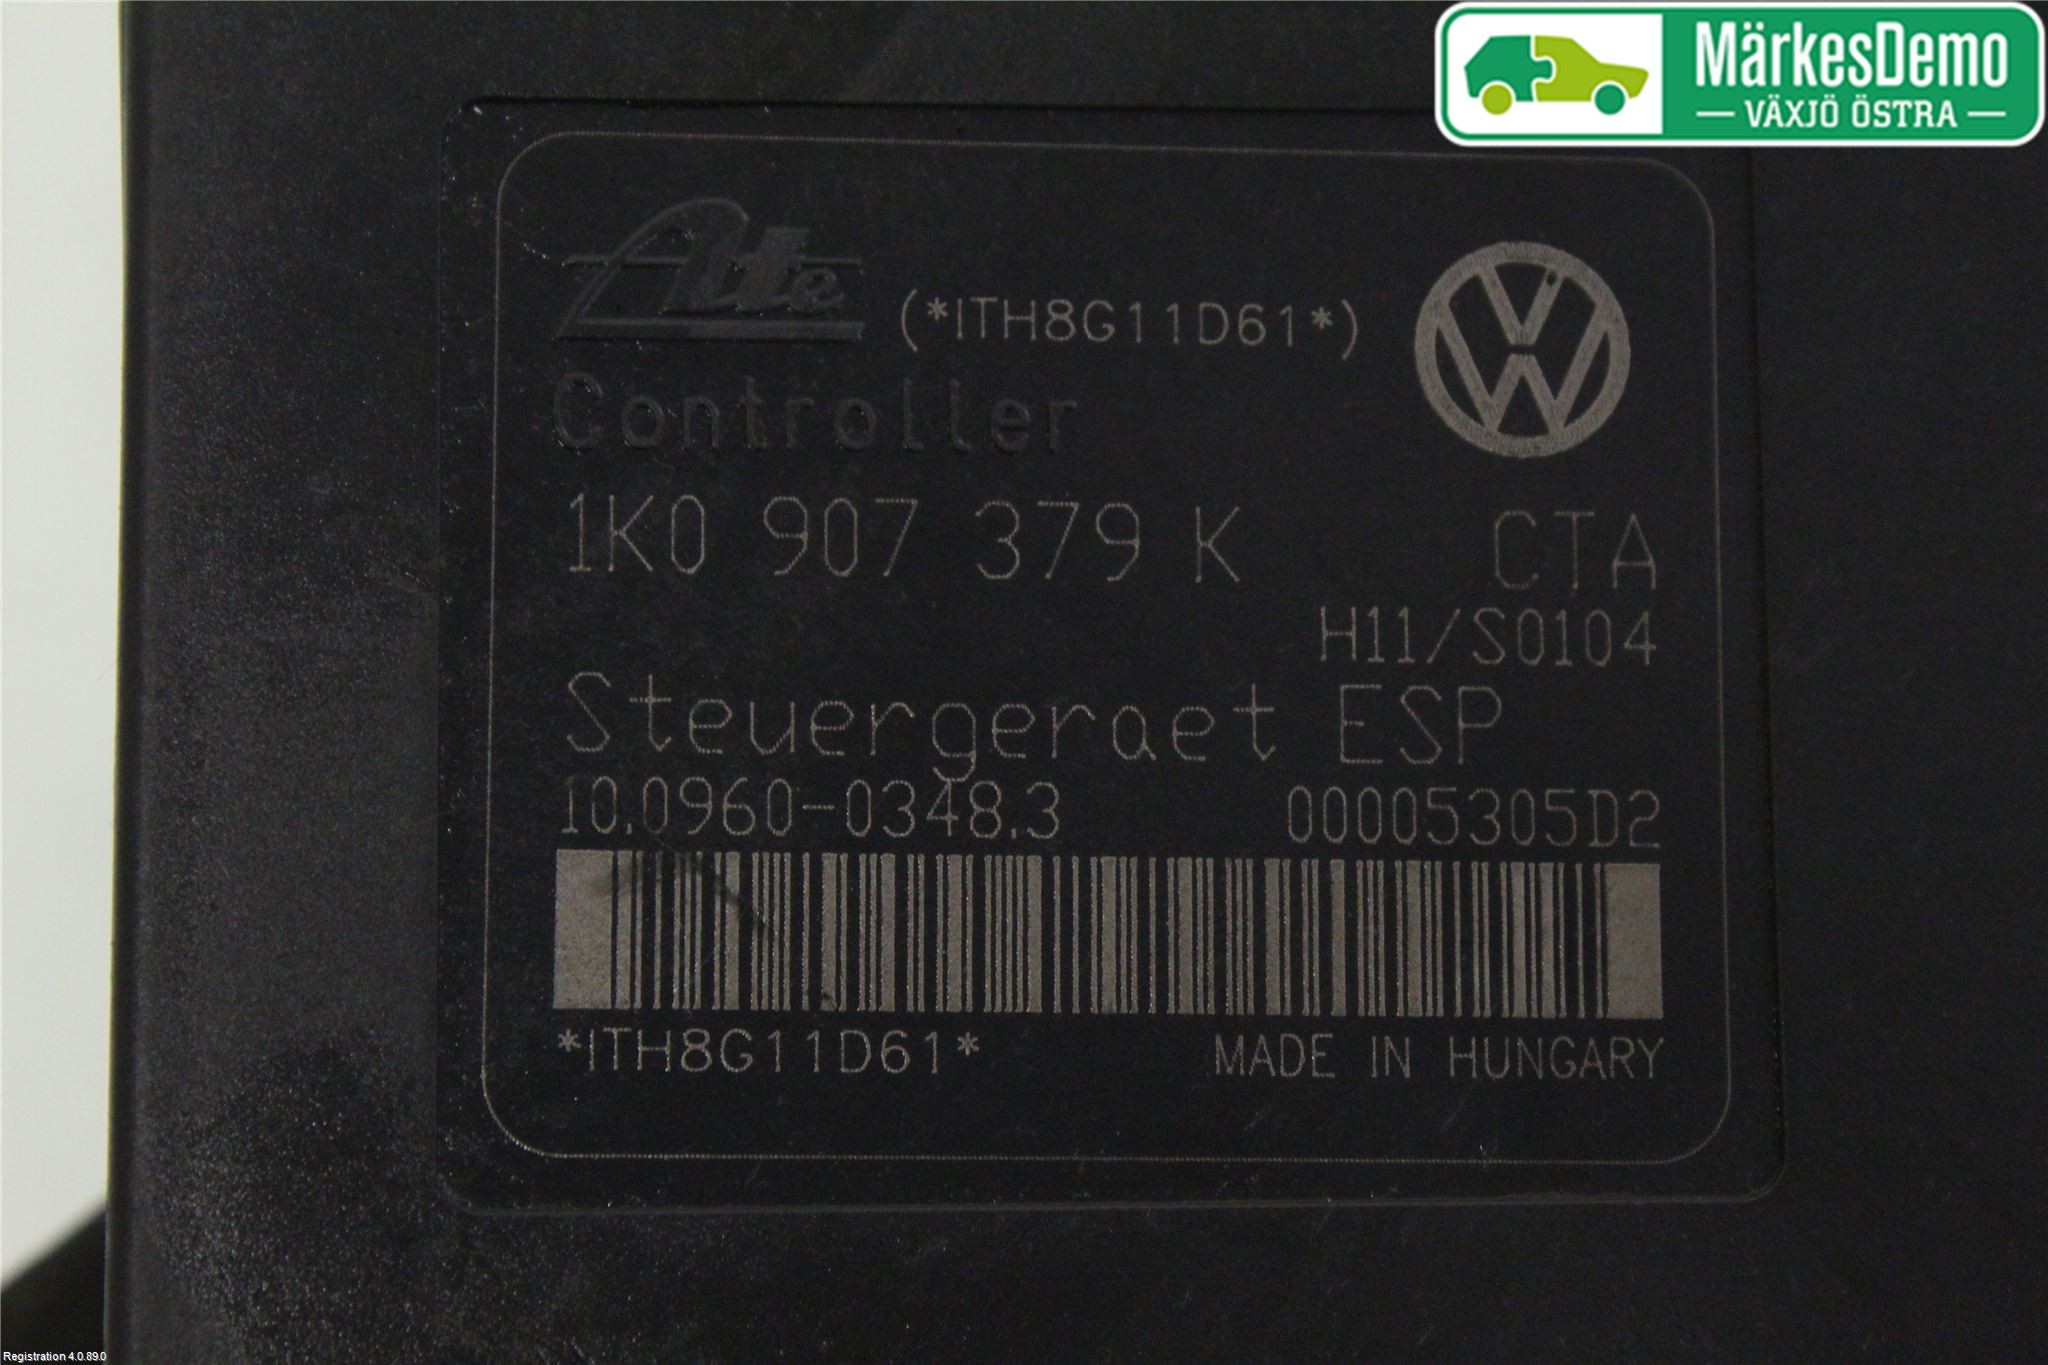 MärkesDemo
VÄXJÖ ÖSTRA
Ate (*ITH8G11D61*)
Controller
1K0 907 379 K CTA
H11/S0104
Steuergeraet ESP
10.0960-0348.3 00005305D2
*ITH8G11D61* MADE IN HUNGARY
Registration 4.0.89.0